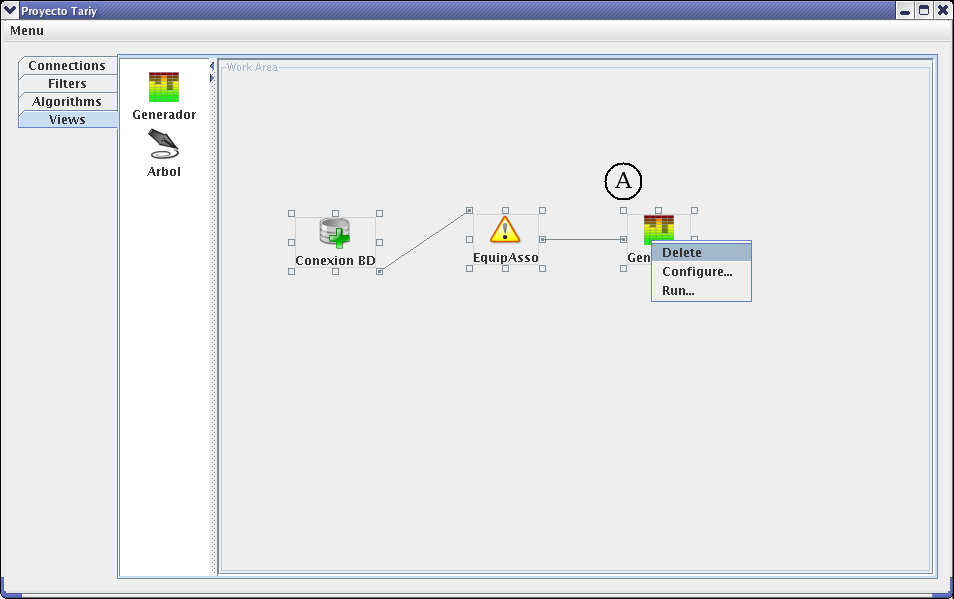 Proyecto Tariy
Menu
Connections
Filters
Algorithms
Views
Generador
Arbol
Work Area
A
Conexion BD
EquipAsso
Gen
Delete
Configure...
Run...